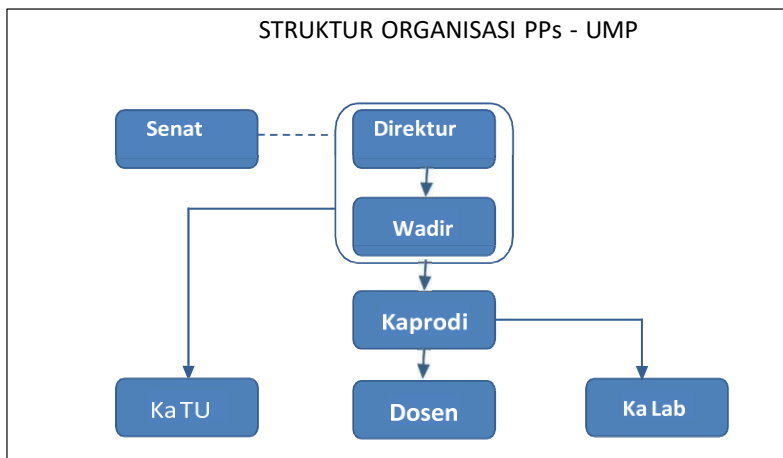 STRUKTUR ORGANISASI PPs - UMP
Senat
Direktur
Wadir
Kaprodi
Ka TU
Dosen
Ka Lab